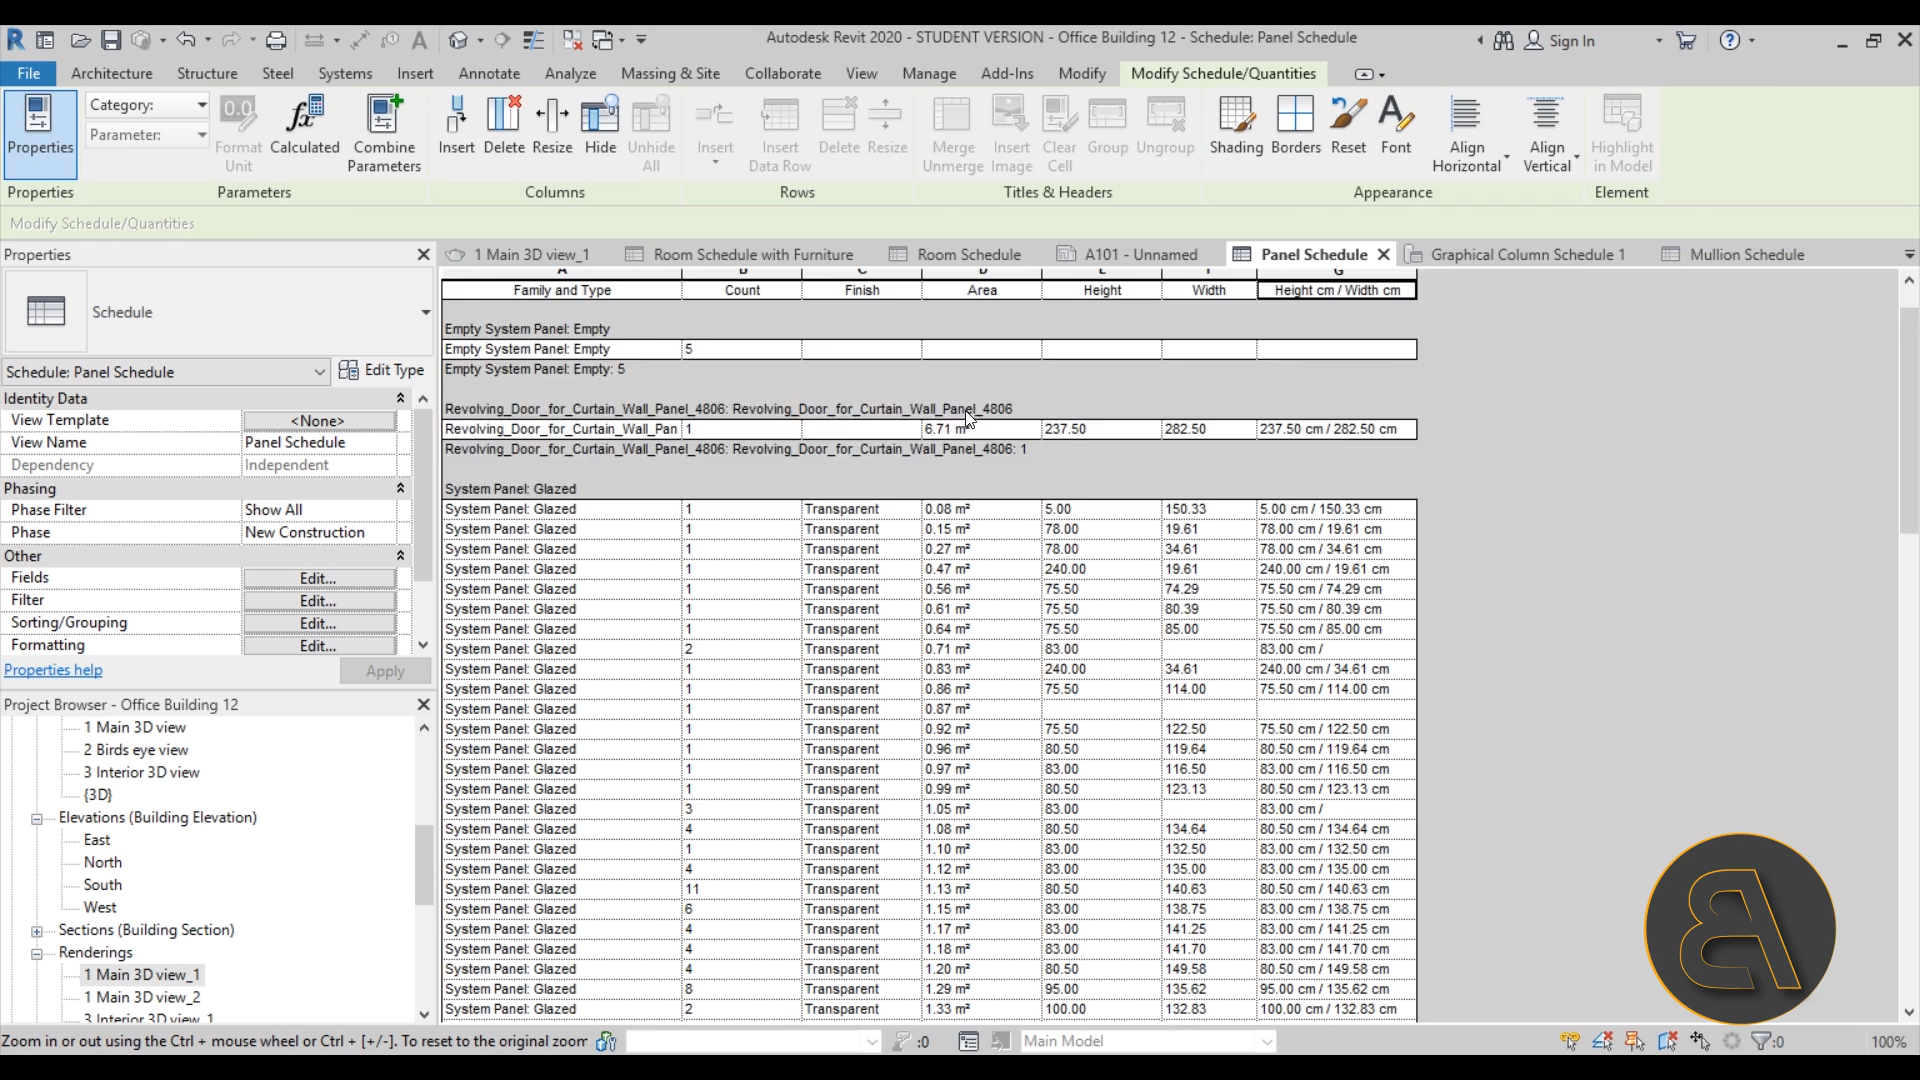 Autodesk Revit 2020 - STUDENT VERSION - Office Building 12 - Schedule: Panel Schedule
Sign In
File Architecture Structure Steel Systems Insert Annotate Analyze Massing & Site Collaborate View Manage Add-Ins Modify Modify Schedule/Quantities
Category:
Parameter:
Properties
Format Unit
Calculated
Combine Parameters
Insert Delete Resize Hide Unhide All
Insert
Insert Data Row
Delete Resize
Merge Unmerge
Insert Image
Clear Cell
Group Ungroup
Shading Borders Reset Font
Align Horizontal
Align Vertical
Highlight in Model
Properties Parameters Columns Rows Titles & Headers Appearance Element
Modify Schedule/Quantities
Properties
1 Main 3D view_1 Room Schedule with Furniture Room Schedule A101 - Unnamed Panel Schedule Graphical Column Schedule 1 Mullion Schedule
Schedule
Schedule: Panel Schedule Edit Type
Identity Data
View Template <None>
View Name Panel Schedule
Dependency Independent
Phasing
Phase Filter Show All
Phase New Construction
Other
Fields Edit...
Filter Edit...
Sorting/Grouping Edit...
Formatting Edit...
Properties help Apply
Project Browser - Office Building 12
1 Main 3D view
2 Birds eye view
3 Interior 3D view
{3D}
Elevations (Building Elevation)
East
North
South
West
Sections (Building Section)
Renderings
1 Main 3D view_1
1 Main 3D view_2
3 Interior 3D view_1
Family and Type Count Finish Area Height Width Height cm / Width cm
Empty System Panel: Empty
Empty System Panel: Empty 5
Empty System Panel: Empty: 5
Revolving_Door_for_Curtain_Wall_Panel_4806: Revolving_Door_for_Curtain_Wall_Panel_4806
Revolving_Door_for_Curtain_Wall_Pan 1 6.71 m² 237.50 282.50 237.50 cm / 282.50 cm
Revolving_Door_for_Curtain_Wall_Panel_4806: Revolving_Door_for_Curtain_Wall_Panel_4806: 1
System Panel: Glazed
System Panel: Glazed 1 Transparent 0.08 m² 5.00 150.33 5.00 cm / 150.33 cm
System Panel: Glazed 1 Transparent 0.15 m² 78.00 19.61 78.00 cm / 19.61 cm
System Panel: Glazed 1 Transparent 0.27 m² 78.00 34.61 78.00 cm / 34.61 cm
System Panel: Glazed 1 Transparent 0.47 m² 240.00 19.61 240.00 cm / 19.61 cm
System Panel: Glazed 1 Transparent 0.56 m² 75.50 74.29 75.50 cm / 74.29 cm
System Panel: Glazed 1 Transparent 0.61 m² 75.50 80.39 75.50 cm / 80.39 cm
System Panel: Glazed 1 Transparent 0.64 m² 75.50 85.00 75.50 cm / 85.00 cm
System Panel: Glazed 2 Transparent 0.71 m² 83.00 83.00 cm /
System Panel: Glazed 1 Transparent 0.83 m² 240.00 34.61 240.00 cm / 34.61 cm
System Panel: Glazed 1 Transparent 0.86 m² 75.50 114.00 75.50 cm / 114.00 cm
System Panel: Glazed 1 Transparent 0.87 m²
System Panel: Glazed 1 Transparent 0.92 m² 75.50 122.50 75.50 cm / 122.50 cm
System Panel: Glazed 1 Transparent 0.96 m² 80.50 119.64 80.50 cm / 119.64 cm
System Panel: Glazed 1 Transparent 0.97 m² 83.00 116.50 83.00 cm / 116.50 cm
System Panel: Glazed 1 Transparent 0.99 m² 80.50 123.13 80.50 cm / 123.13 cm
System Panel: Glazed 3 Transparent 1.05 m² 83.00 83.00 cm /
System Panel: Glazed 4 Transparent 1.08 m² 80.50 134.64 80.50 cm / 134.64 cm
System Panel: Glazed 1 Transparent 1.10 m² 83.00 132.50 83.00 cm / 132.50 cm
System Panel: Glazed 4 Transparent 1.12 m² 83.00 135.00 83.00 cm / 135.00 cm
System Panel: Glazed 11 Transparent 1.13 m² 80.50 140.63 80.50 cm / 140.63 cm
System Panel: Glazed 6 Transparent 1.15 m² 83.00 138.75 83.00 cm / 138.75 cm
System Panel: Glazed 4 Transparent 1.17 m² 83.00 141.25 83.00 cm / 141.25 cm
System Panel: Glazed 4 Transparent 1.18 m² 83.00 141.70 83.00 cm / 141.70 cm
System Panel: Glazed 4 Transparent 1.20 m² 80.50 149.58 80.50 cm / 149.58 cm
System Panel: Glazed 8 Transparent 1.29 m² 95.00 135.62 95.00 cm / 135.62 cm
System Panel: Glazed 2 Transparent 1.33 m² 100.00 132.83 100.00 cm / 132.83 cm
Zoom in or out using the Ctrl + mouse wheel or Ctrl + [+/-]. To reset to the original zoom :0 Main Model :0 100%